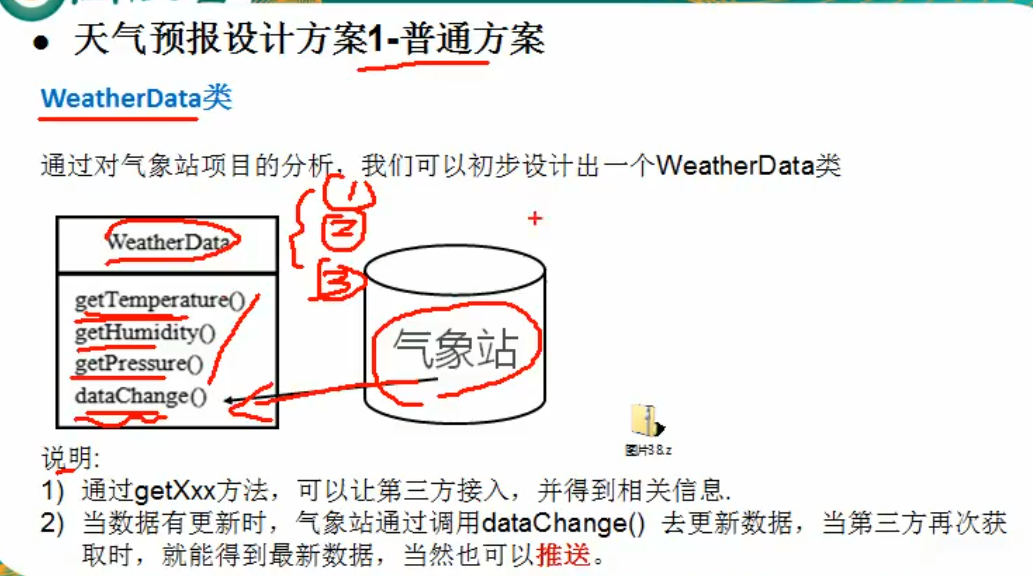 天气预报设计方案1-普通方案
WeatherData类
通过对气象站项目的分析，我们可以初步设计出一个WeatherData类
1
2
3
WeatherData
getTemperature()
getHumidity()
getPressure()
dataChange()
气象站
图片38.z
说明:
1) 通过getXxx方法，可以让第三方接入，并得到相关信息.
2) 当数据有更新时，气象站通过调用dataChange() 去更新数据，当第三方再次获
取时，就能得到最新数据，当然也可以推送。